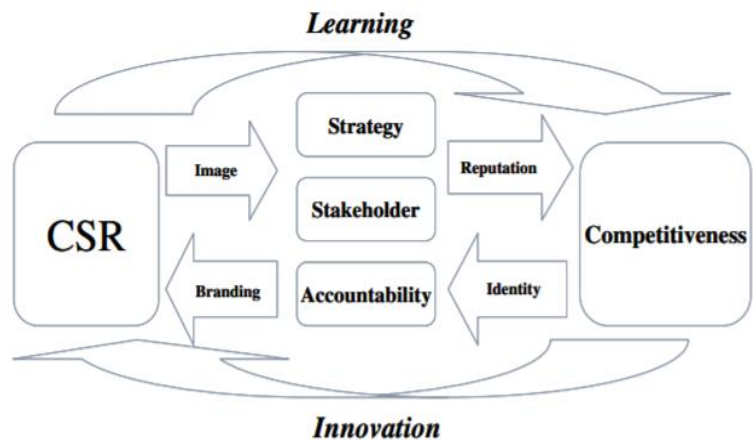 Learning
Strategy
Image
Reputation
CSR
Stakeholder
Competitiveness
Branding
Accountability
Identity
Innovation